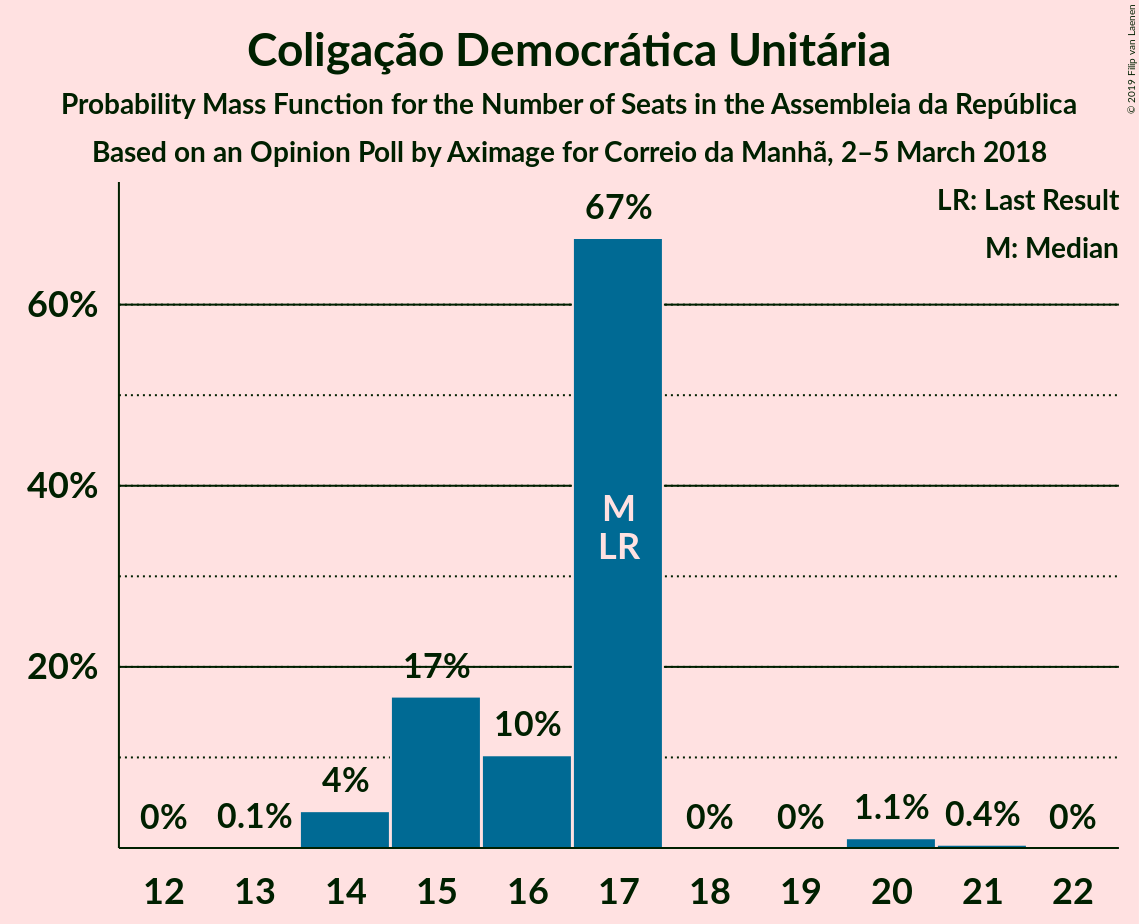 Coligação Democrática Unitária
Probability Mass Function for the Number of Seats in the Assembleia da República
Based on an Opinion Poll by Aximage for Correio da Manhã, 2–5 March 2018
© 2019 Filip van Laenen
LR: Last Result
M: Median
67%
60%
40%
M
LR
20%
17%
10%
4%
0%
0.1%
0%
0%
1.1%
0.4%
0%
12 13 14 15 16 17 18 19 20 21 22